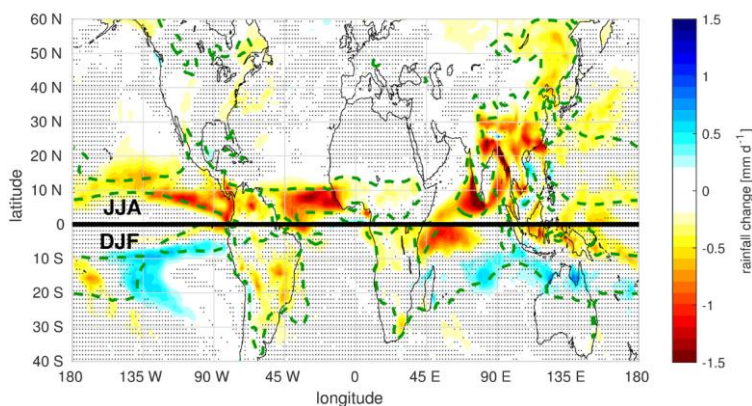 60 N
50 N
40 N
30 N
20 N
10 N
0
10 S
20 S
30 S
40 S
latitude
JJA
DJF
180
135 W
90 W
45 W
0
45 E
90 E
135 E
180
longitude
1.5
1
0.5
0
-0.5
-1
-1.5
rainfall change [mm d⁻¹]